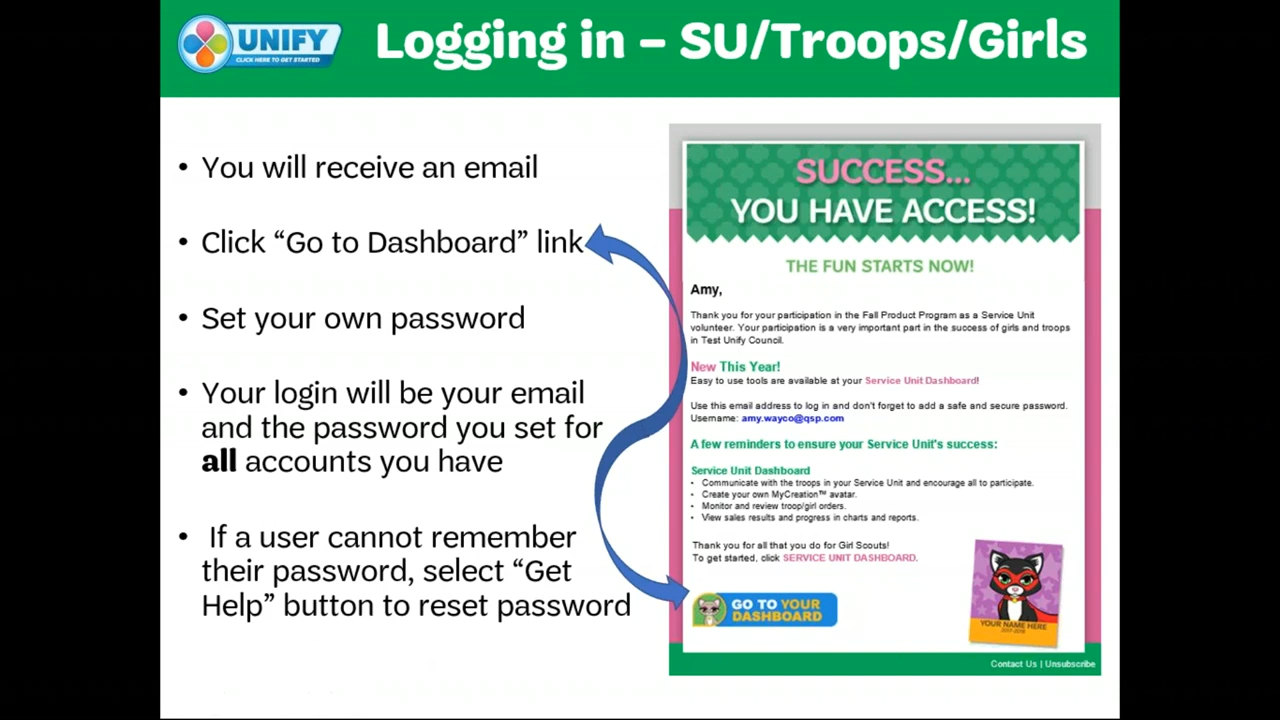 UNIFY
CLICK HERE TO GET STARTED
Logging in – SU/Troops/Girls
• You will receive an email
• Click “Go to Dashboard” link
• Set your own password
• Your login will be your email
and the password you set for
all accounts you have
• If a user cannot remember
their password, select “Get
Help” button to reset password
SUCCESS...
YOU HAVE ACCESS!
THE FUN STARTS NOW!
Amy,
Thank you for your participation in the Fall Product Program as a Service Unit
volunteer. Your participation is a very important part in the success of girls and troops
in Test Unify Council.
New This Year!
Easy to use tools are available at your Service Unit Dashboard!
Use this email address to log in and don't forget to add a safe and secure password.
Username: amy.wayco@qsp.com
A few reminders to ensure your Service Unit's success:
Service Unit Dashboard
• Communicate with the troops in your Service Unit and encourage all to participate.
• Create your own MyCreation™ avatar.
• Monitor and review troop/girl orders.
• View sales results and progress in charts and reports.
Thank you for all that you do for Girl Scouts!
To get started, click SERVICE UNIT DASHBOARD.
GO TO YOUR
DASHBOARD
YOUR NAME HERE
2017-2018
Contact Us | Unsubscribe